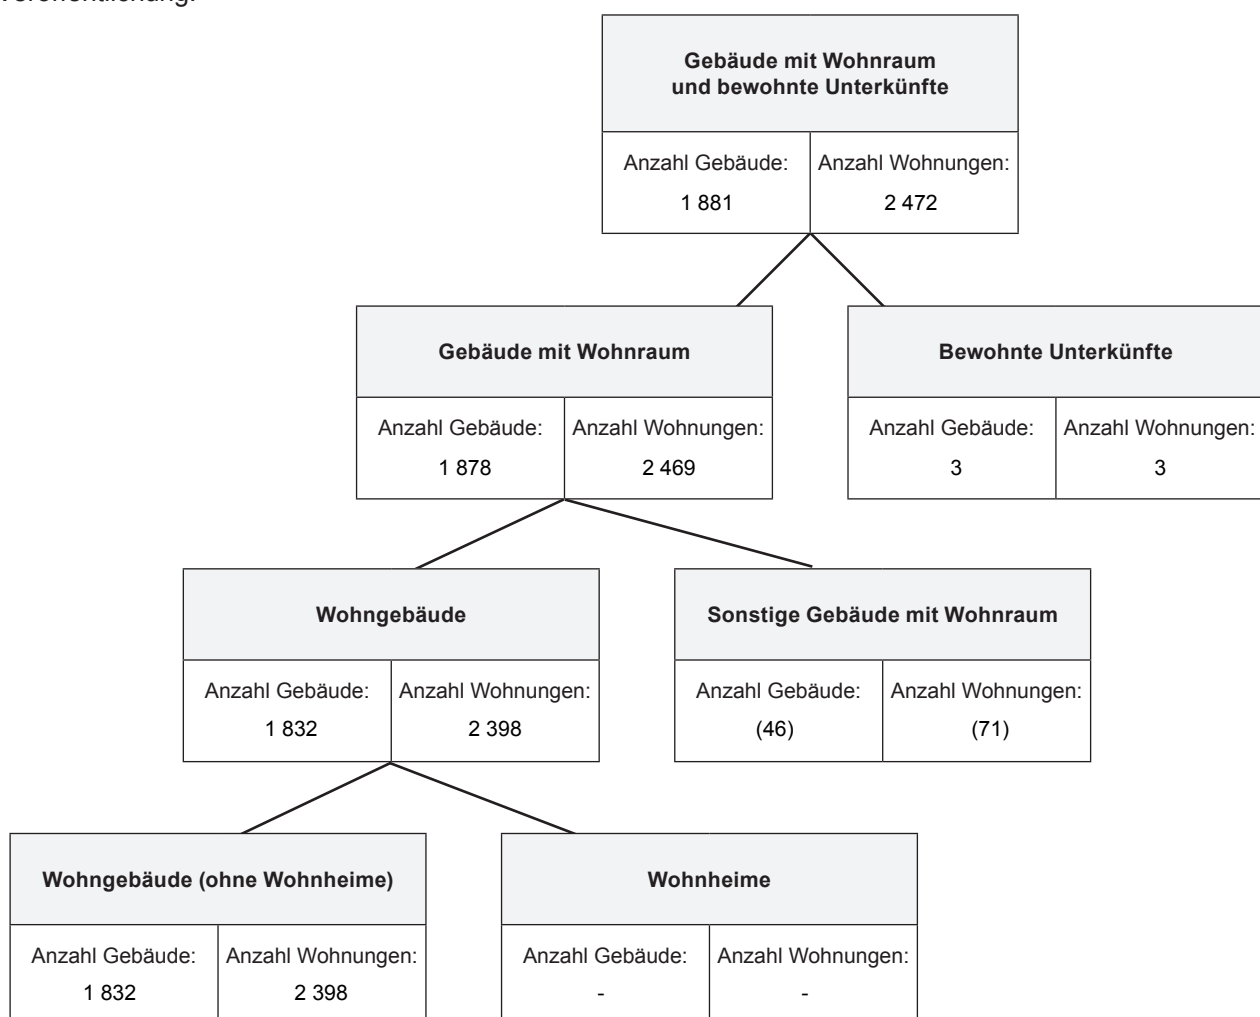 Gebäude mit Wohnraum
und bewohnte Unterkünfte
Anzahl Gebäude: Anzahl Wohnungen:
1 881 2 472
Gebäude mit Wohnraum Bewohnte Unterkünfte
Anzahl Gebäude: Anzahl Wohnungen: Anzahl Gebäude: Anzahl Wohnungen:
1 878 2 469 3 3
Wohngebäude Sonstige Gebäude mit Wohnraum
Anzahl Gebäude: Anzahl Wohnungen: Anzahl Gebäude: Anzahl Wohnungen:
1 832 2 398 (46) (71)
Wohngebäude (ohne Wohnheime) Wohnheime
Anzahl Gebäude: Anzahl Wohnungen: Anzahl Gebäude: Anzahl Wohnungen:
1 832 2 398 - -